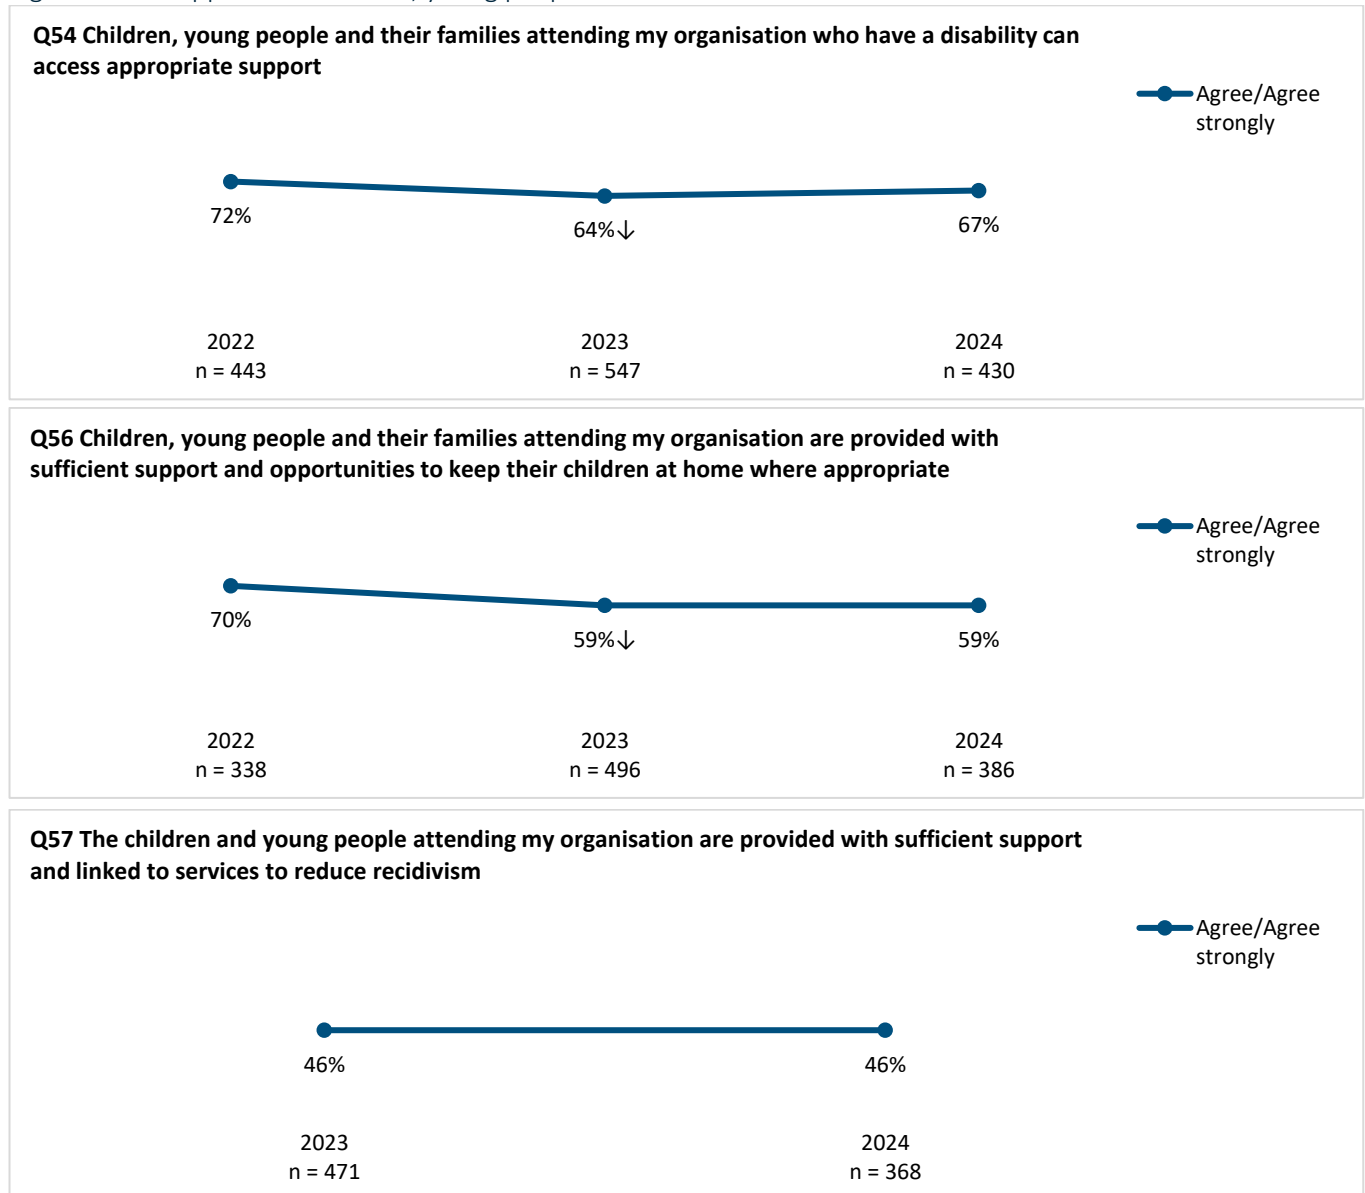 Q54 Children, young people and their families attending my organisation who have a disability can
access appropriate support
Agree/Agree
strongly
72%
64%↓
67%
2022
2023
2024
n = 443
n = 547
n = 430
Q56 Children, young people and their families attending my organisation are provided with
sufficient support and opportunities to keep their children at home where appropriate
Agree/Agree
strongly
70%
59%↓
59%
2022
2023
2024
n = 338
n = 496
n = 386
Q57 The children and young people attending my organisation are provided with sufficient support
and linked to services to reduce recidivism
Agree/Agree
strongly
46%
46%
2023
2024
n = 471
n = 368